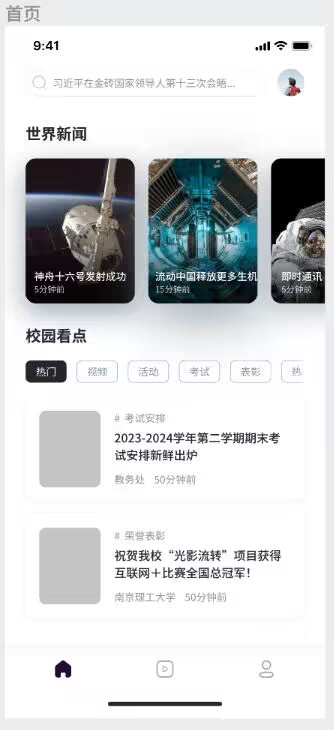 首页
9:41
习近平在金砖国家领导人第十三次会晤...
世界新闻
神舟十六号发射成功
5分钟前
流动中国释放更多生机
15分钟前
即时通讯
6分钟前
校园看点
热门
视频
活动
考试
表彰
热
# 考试安排
2023-2024学年第二学期期末考
试安排新鲜出炉
教务处 50分钟前
# 荣誉表彰
祝贺我校“光影流转”项目获得
互联网＋比赛全国总冠军！
南京理工大学 50分钟前